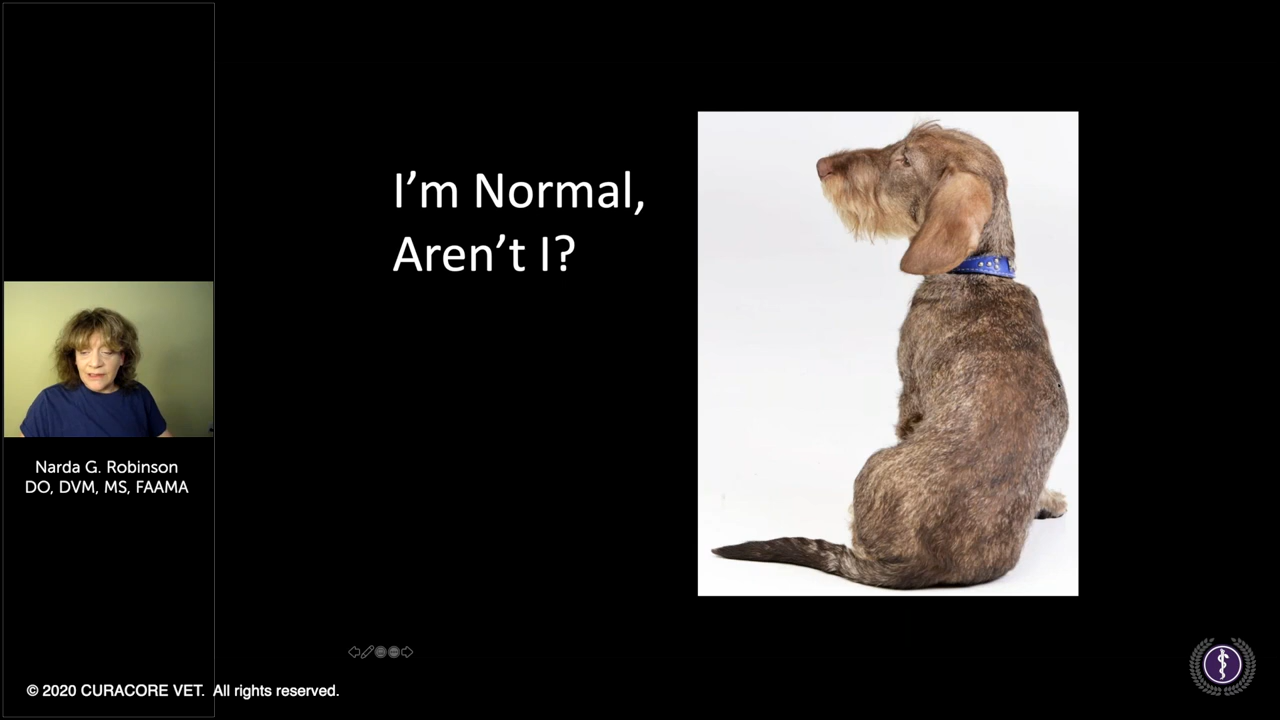 I’m Normal,
Aren’t I?
Narda G. Robinson
DO, DVM, MS, FAAMA
© 2020 CURACORE VET.  All rights reserved.